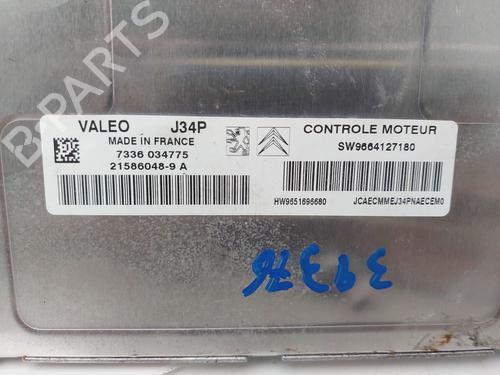 B-PARTS
VALEO J34P
MADE IN FRANCE
7336 034775
21586048-9 A
CONTROLE MOTEUR
SW9664127180
HW9651696680
JCAECMMEJ34PNAECEM0
39376